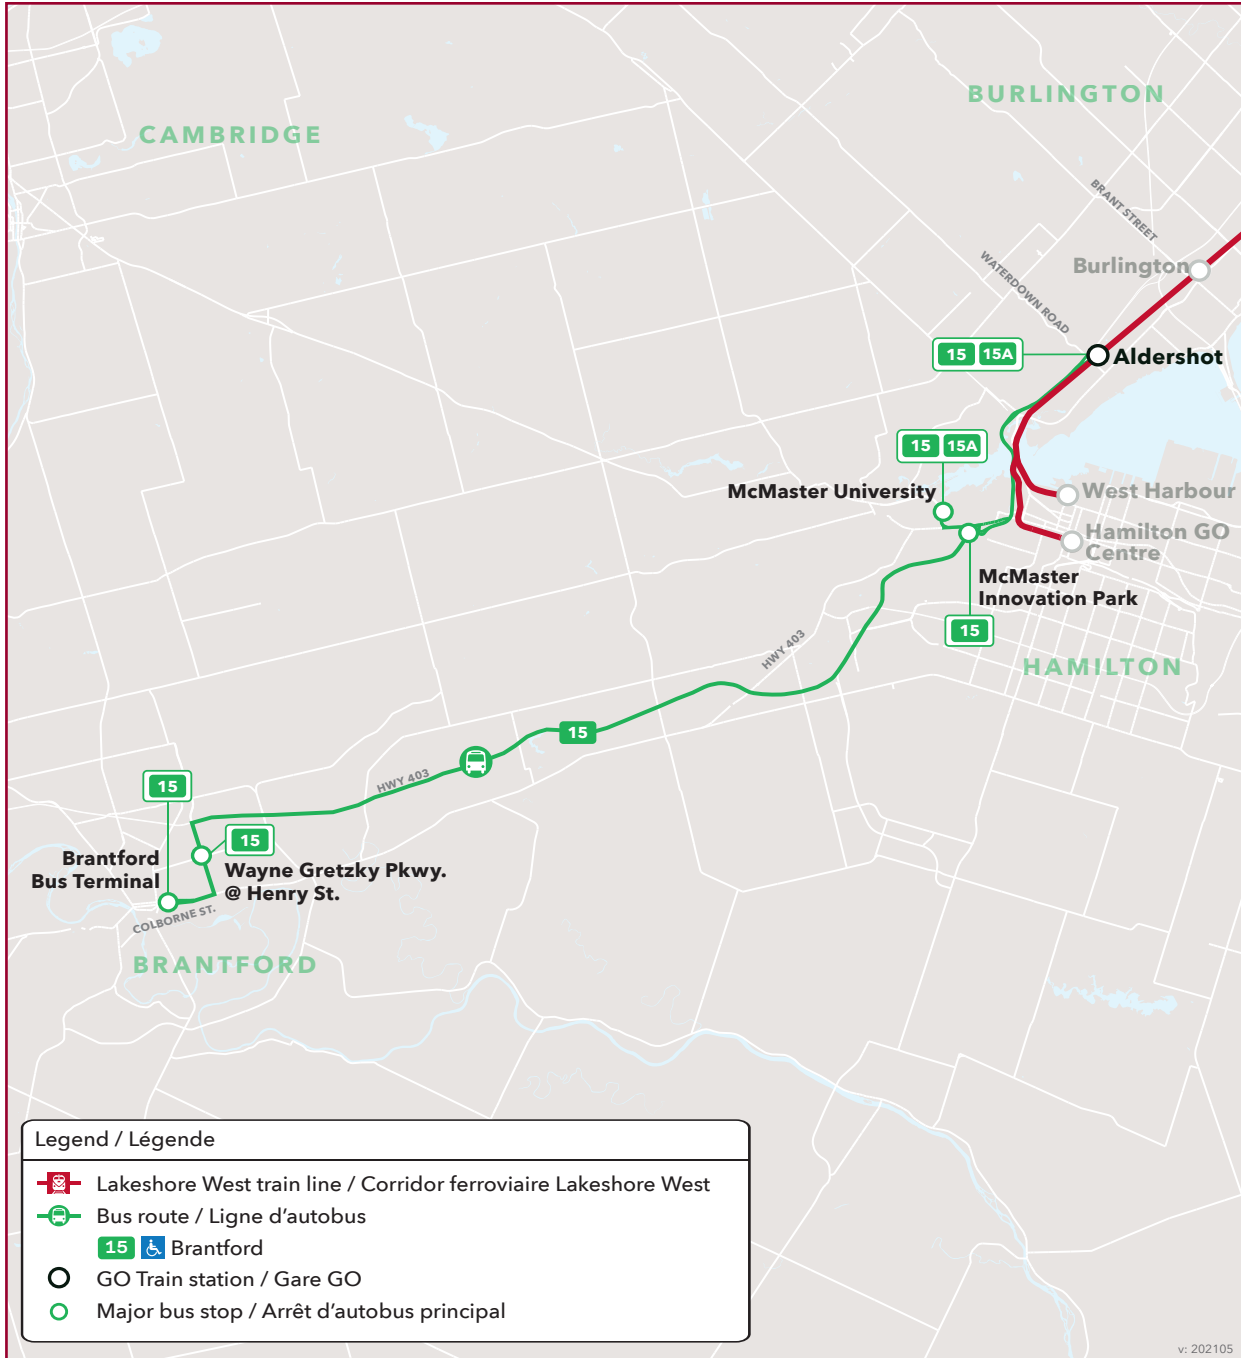 BURLINGTON
CAMBRIDGE
BRANT STREET
WATERDOWN ROAD
Burlington
15 15A
Aldershot
15 15A
McMaster University
West Harbour
Hamilton GO
Centre
McMaster
Innovation Park
15
HWY 403
HAMILTON
15
HWY 403
15
15
Brantford
Bus Terminal
Wayne Gretzky Pkwy.
@ Henry St.
COLBORNE ST.
BRANTFORD
Legend / Légende
Lakeshore West train line / Corridor ferroviaire Lakeshore West
Bus route / Ligne d'autobus
15 Brantford
GO Train station / Gare GO
Major bus stop / Arrêt d'autobus principal
v: 202105